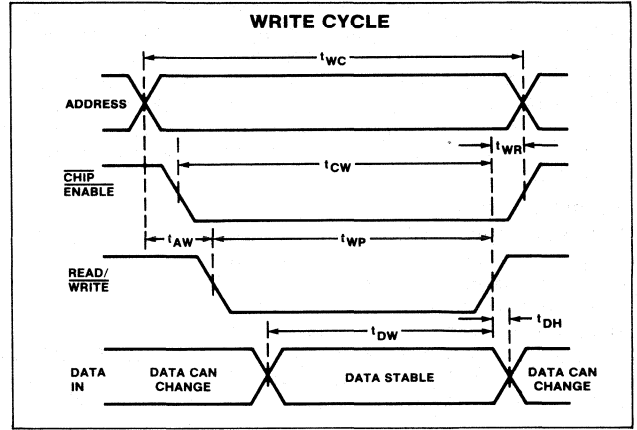 WRITE CYCLE
tWC
ADDRESS
tWR
tCW
CHIP
ENABLE
tAW
tWP
READ/
WRITE
tDW
tDH
DATA
IN
DATA CAN
CHANGE
DATA STABLE
DATA CAN
CHANGE